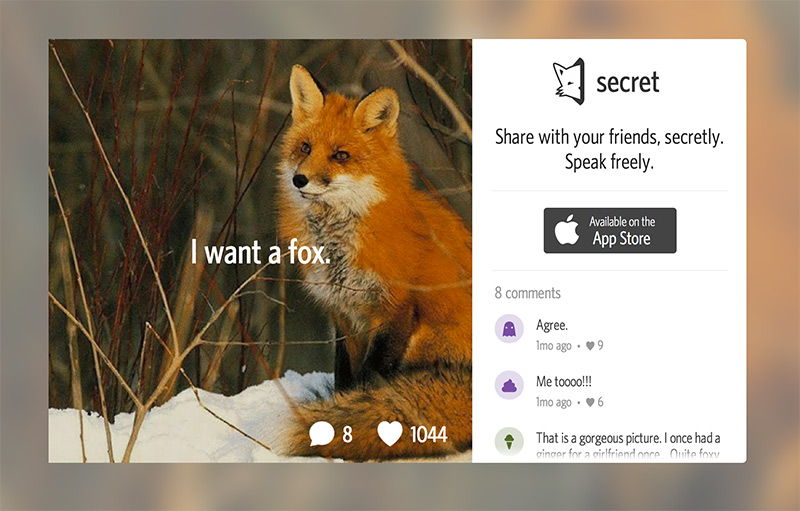 I want a fox.
8
1044
secret
Share with your friends, secretly.
Speak freely.
Available on the
App Store
8 comments
Agree.
1mo ago • 9
Me toooo!!!
1mo ago • 6
That is a gorgeous picture. I once had a
ginger for a girlfriend once... Quite foxy